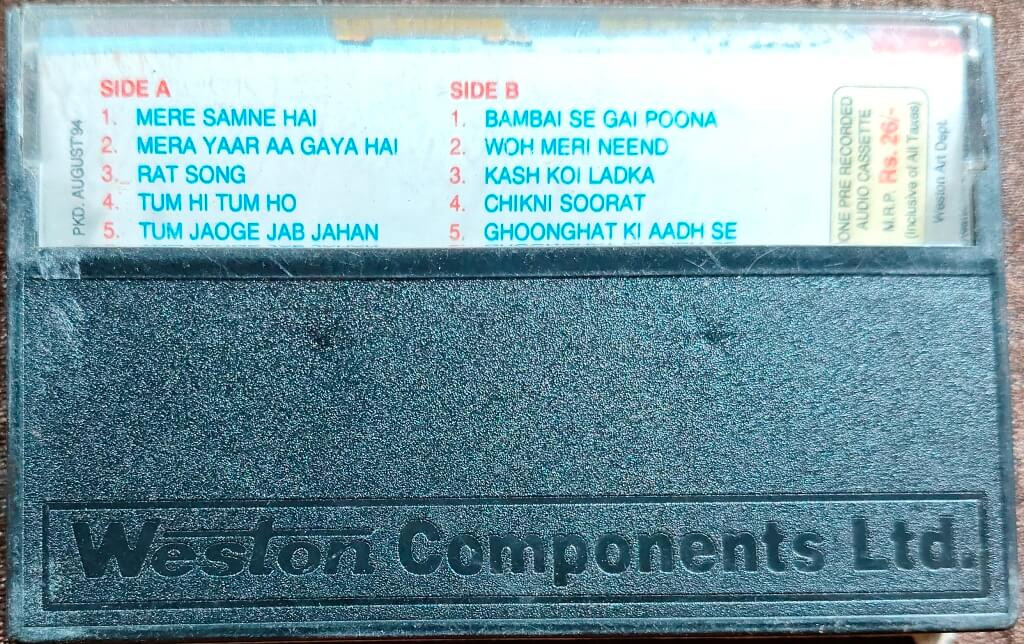 SIDE A
1. MERE SAMNE HAI
2. MERA YAAR AA GAYA HAI
3. RAT SONG
4. TUM HI TUM HO
5. TUM JAOGE JAB JAHAN
SIDE B
1. BAMBAI SE GAI POONA
2. WOH MERI NEEND
3. KASH KOI LADKA
4. CHIKNI SOORAT
5. GHOONGHAT KI AADH SE
PKD. AUGUST'94
ONE PRE RECORDED
AUDIO CASSETTE
M.R.P. Rs. 26/-
(Inclusive of All Taxes)
Weston Art Dept.
Weston Components Ltd.